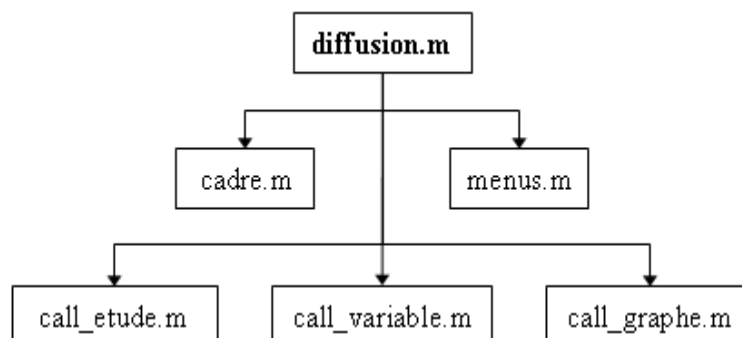 diffusion.m
cadre.m
menus.m
call_etude.m
call_variable.m
call_graphe.m